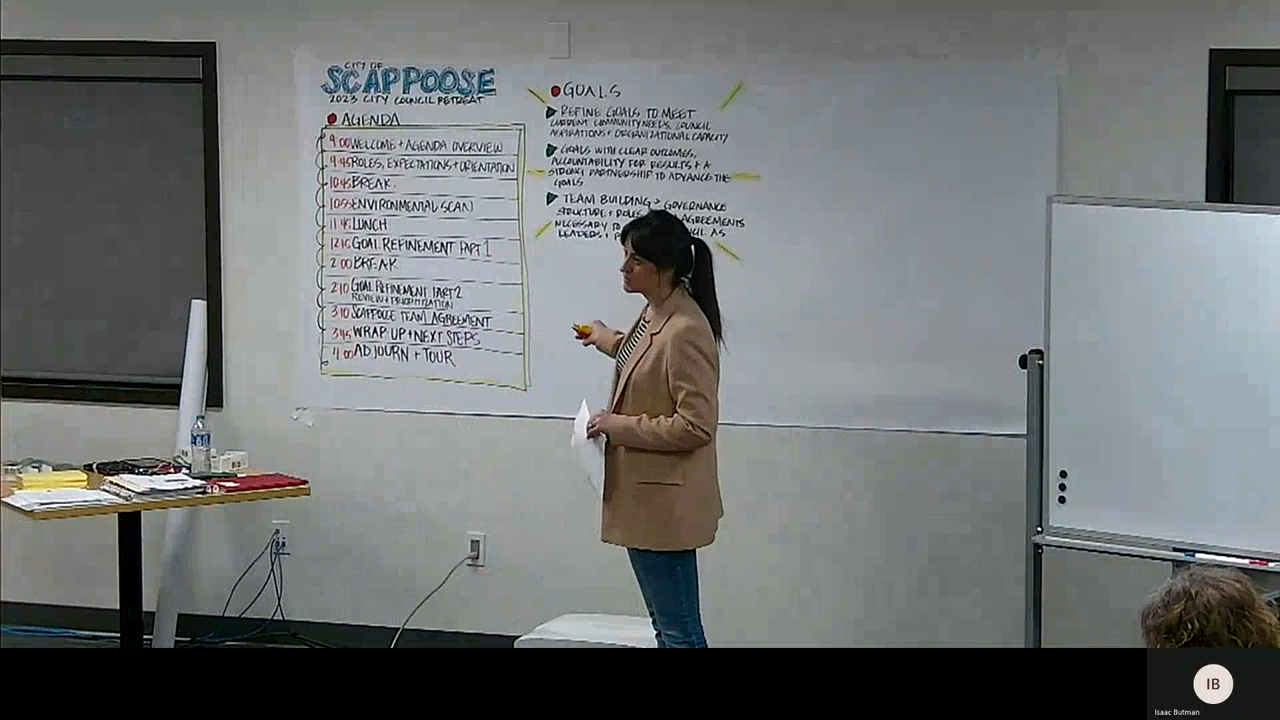 CITY OF
SCAPPOOSE
2023 CITY COUNCIL RETREAT
AGENDA
9:00 WELCOME + AGENDA OVERVIEW
9:45 ROLES, EXPECTATIONS + ORIENTATION
10:45 BREAK
10:55 ENVIRONMENTAL SCAN
11:45 LUNCH
12:15 GOAL REFINEMENT PART 1
2:00 BREAK
2:10 GOAL REFINEMENT PART 2
REVIEW + PRIORITIZATION
3:10 SCAPPOOSE TEAM AGREEMENT
3:45 WRAP UP + NEXT STEPS
4:00 ADJOURN + TOUR
GOALS
REFINE GOALS TO MEET
CURRENT COMMUNITY NEEDS, COUNCIL
ASPIRATIONS + ORGANIZATIONAL CAPACITY
GOALS WITH CLEAR OUTCOMES,
ACCOUNTABILITY FOR RESULTS + A
STRONG PARTNERSHIP TO ADVANCE THE
GOALS
TEAM BUILDING > GOVERNANCE
STRUCTURE + ROLES AGREEMENTS
NECESSARY AS
LEADERS +
IB
Isaac Butman